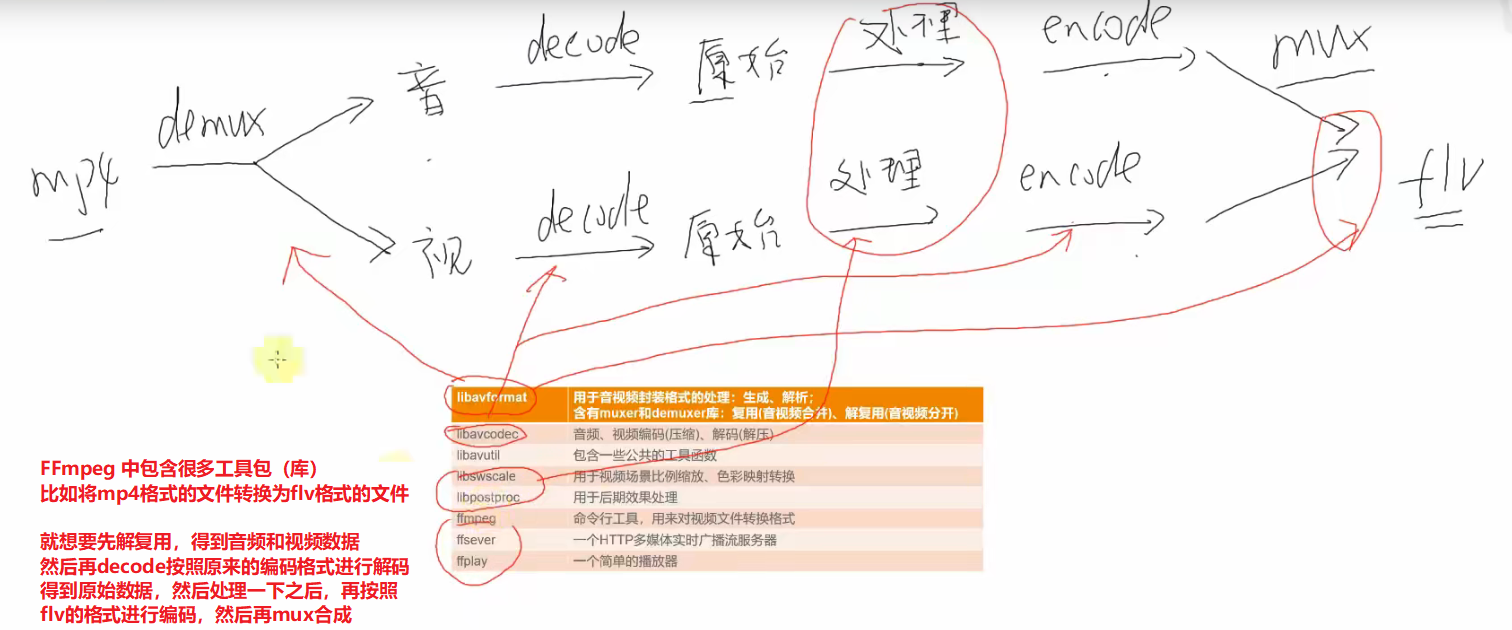 mp4
demux
音
decode
原始
处理
encode
mux
视
decode
原始
处理
encode
flv
libavformat 用于音视频封装格式的处理：生成、解析；
含有muxer和demuxer库：复用(音视频合并)、解复用(音视频分开)
libavcodec 音频、视频编码(压缩)、解码(解压)
libavutil 包含一些公共的工具函数
libswscale 用于视频场景比例缩放、色彩映射转换
libpostproc 用于后期效果处理
ffmpeg 命令行工具，用来对视频文件转换格式
ffsever 一个HTTP多媒体实时广播流服务器
ffplay 一个简单的播放器
FFmpeg 中包含很多工具包（库）
比如将mp4格式的文件转换为flv格式的文件
就想要先解复用，得到音频和视频数据
然后再decode按照原来的编码格式进行解码
得到原始数据，然后处理一下之后，再按照
flv的格式进行编码，然后再mux合成